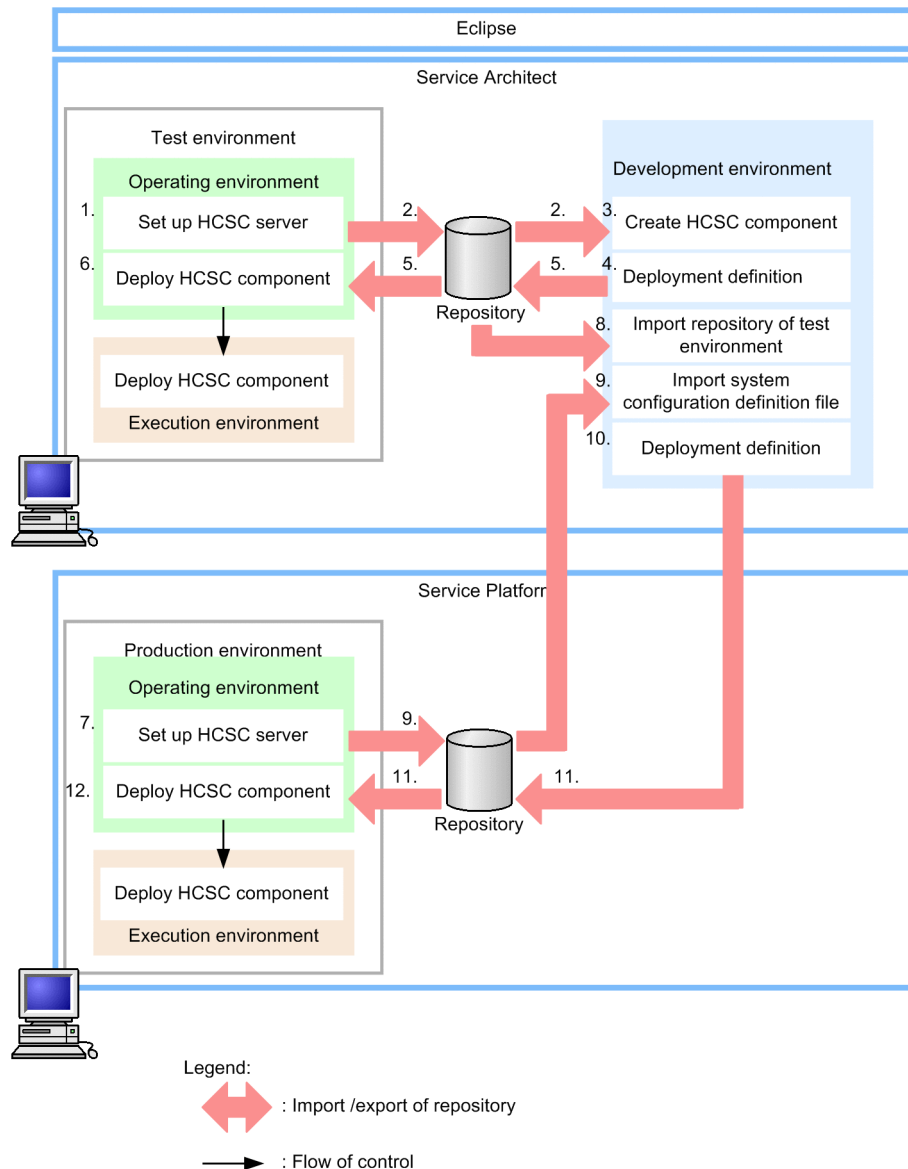 Eclipse
Service Architect
Test environment
Operating environment
1.
Set up HCSC server
2.
2.
3.
Create HCSC component
Development environment
6.
Deploy HCSC component
5.
5.
4.
Deployment definition
Repository
8.
Import repository of test
environment
Deploy HCSC component
Execution environment
9.
Import system
configuration definition file
10.
Deployment definition
Service Platform
Production environment
Operating environment
7.
Set up HCSC server
9.
12.
Deploy HCSC component
11.
11.
Repository
Deploy HCSC component
Execution environment
Legend:
: Import /export of repository
: Flow of control